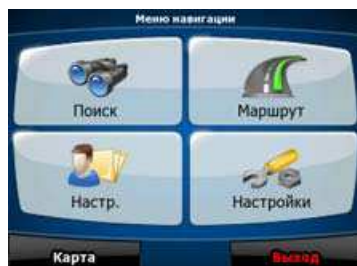 Меню навигации
Поиск
Маршрут
Настр.
Настройки
Карта
Выход